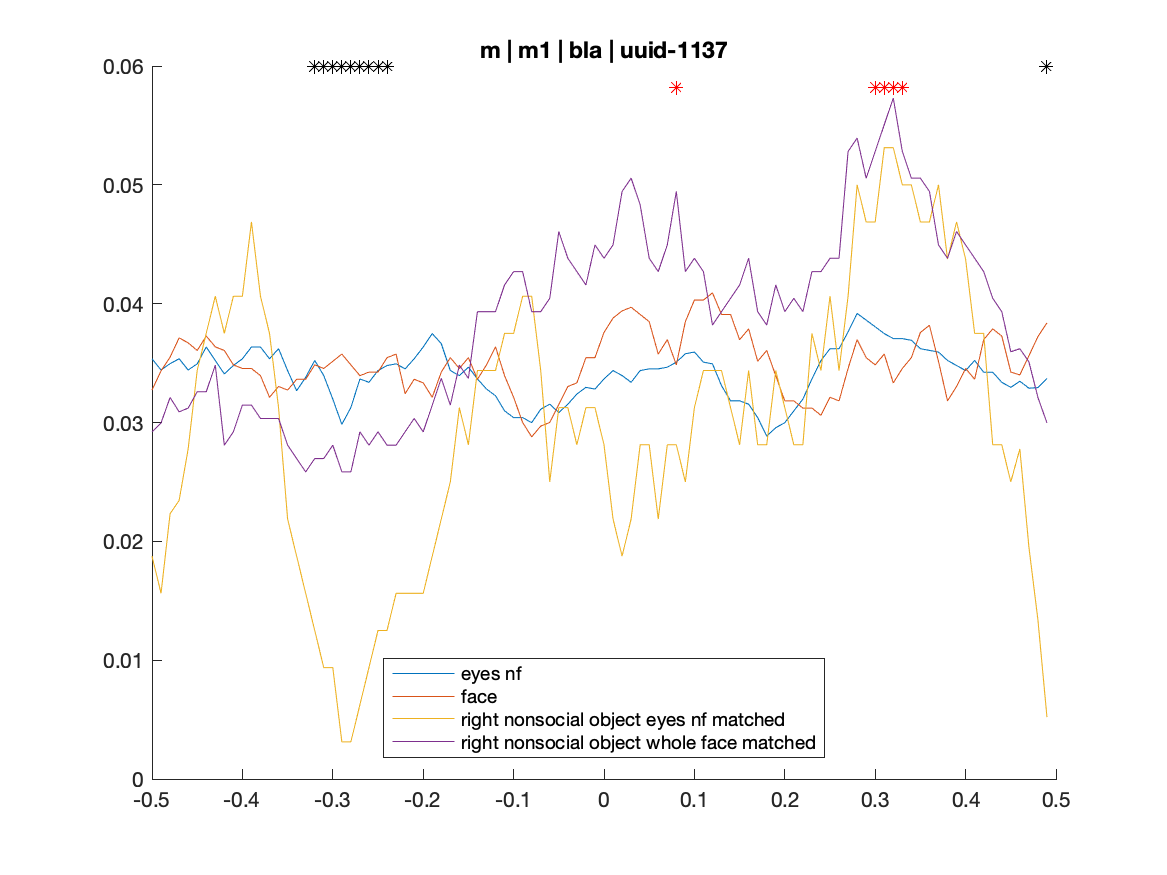 m | m1 | bla | uuid-1137
0.06
0.05
0.04
0.03
0.02
0.01
0
-0.5 -0.4 -0.3 -0.2 -0.1 0 0.1 0.2 0.3 0.4 0.5
eyes nf
face
right nonsocial object eyes nf matched
right nonsocial object whole face matched